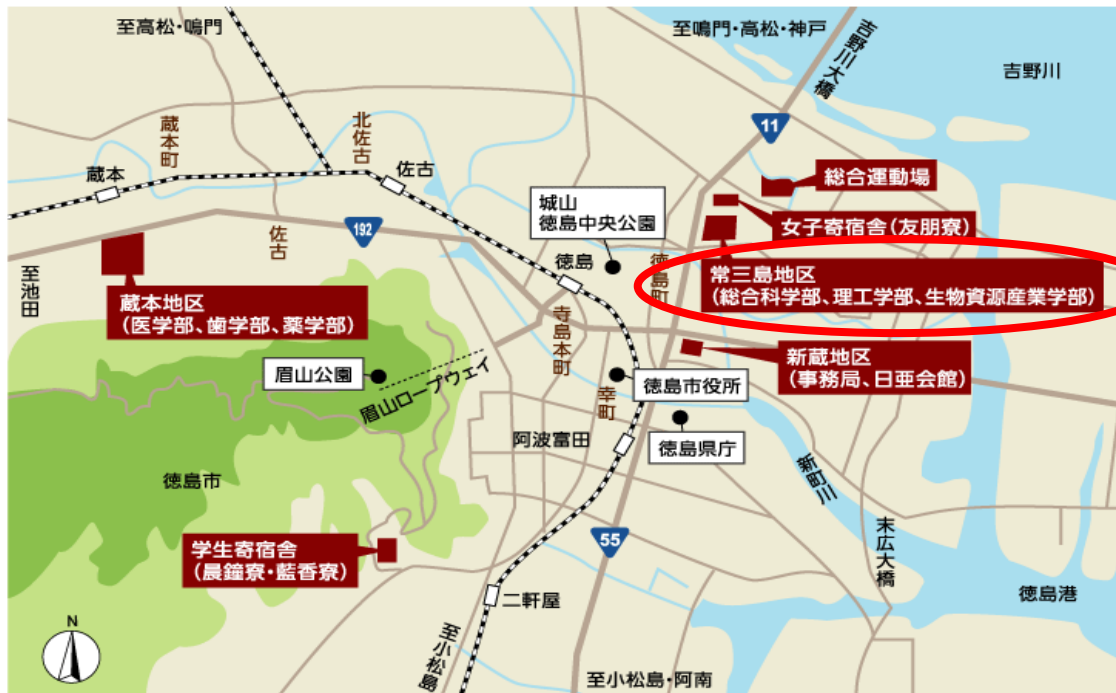 至高松・鳴門
至鳴門・高松・神戸
吉野川大橋
吉野川
11
蔵本町
北佐古
蔵本
佐古
総合運動場
城山
徳島中央公園
女子寄宿舎(友朋寮)
佐古
192
徳島
徳島町
常三島地区
(総合科学部、理工学部、生物資源産業学部)
至池田
蔵本地区
(医学部、歯学部、薬学部)
寺島本町
新蔵地区
(事務局、日亜会館)
眉山公園
眉山ロープウェイ
幸町
徳島市役所
阿波富田
徳島県庁
新町川
徳島市
末広大橋
学生寄宿舎
(晨鐘寮・藍香寮)
55
二軒屋
徳島港
N
至小松島
至小松島・阿南